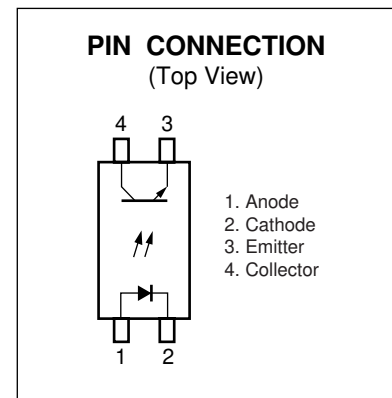 PIN CONNECTION
(Top View)
4 3
1. Anode
2. Cathode
3. Emitter
4. Collector
1 2